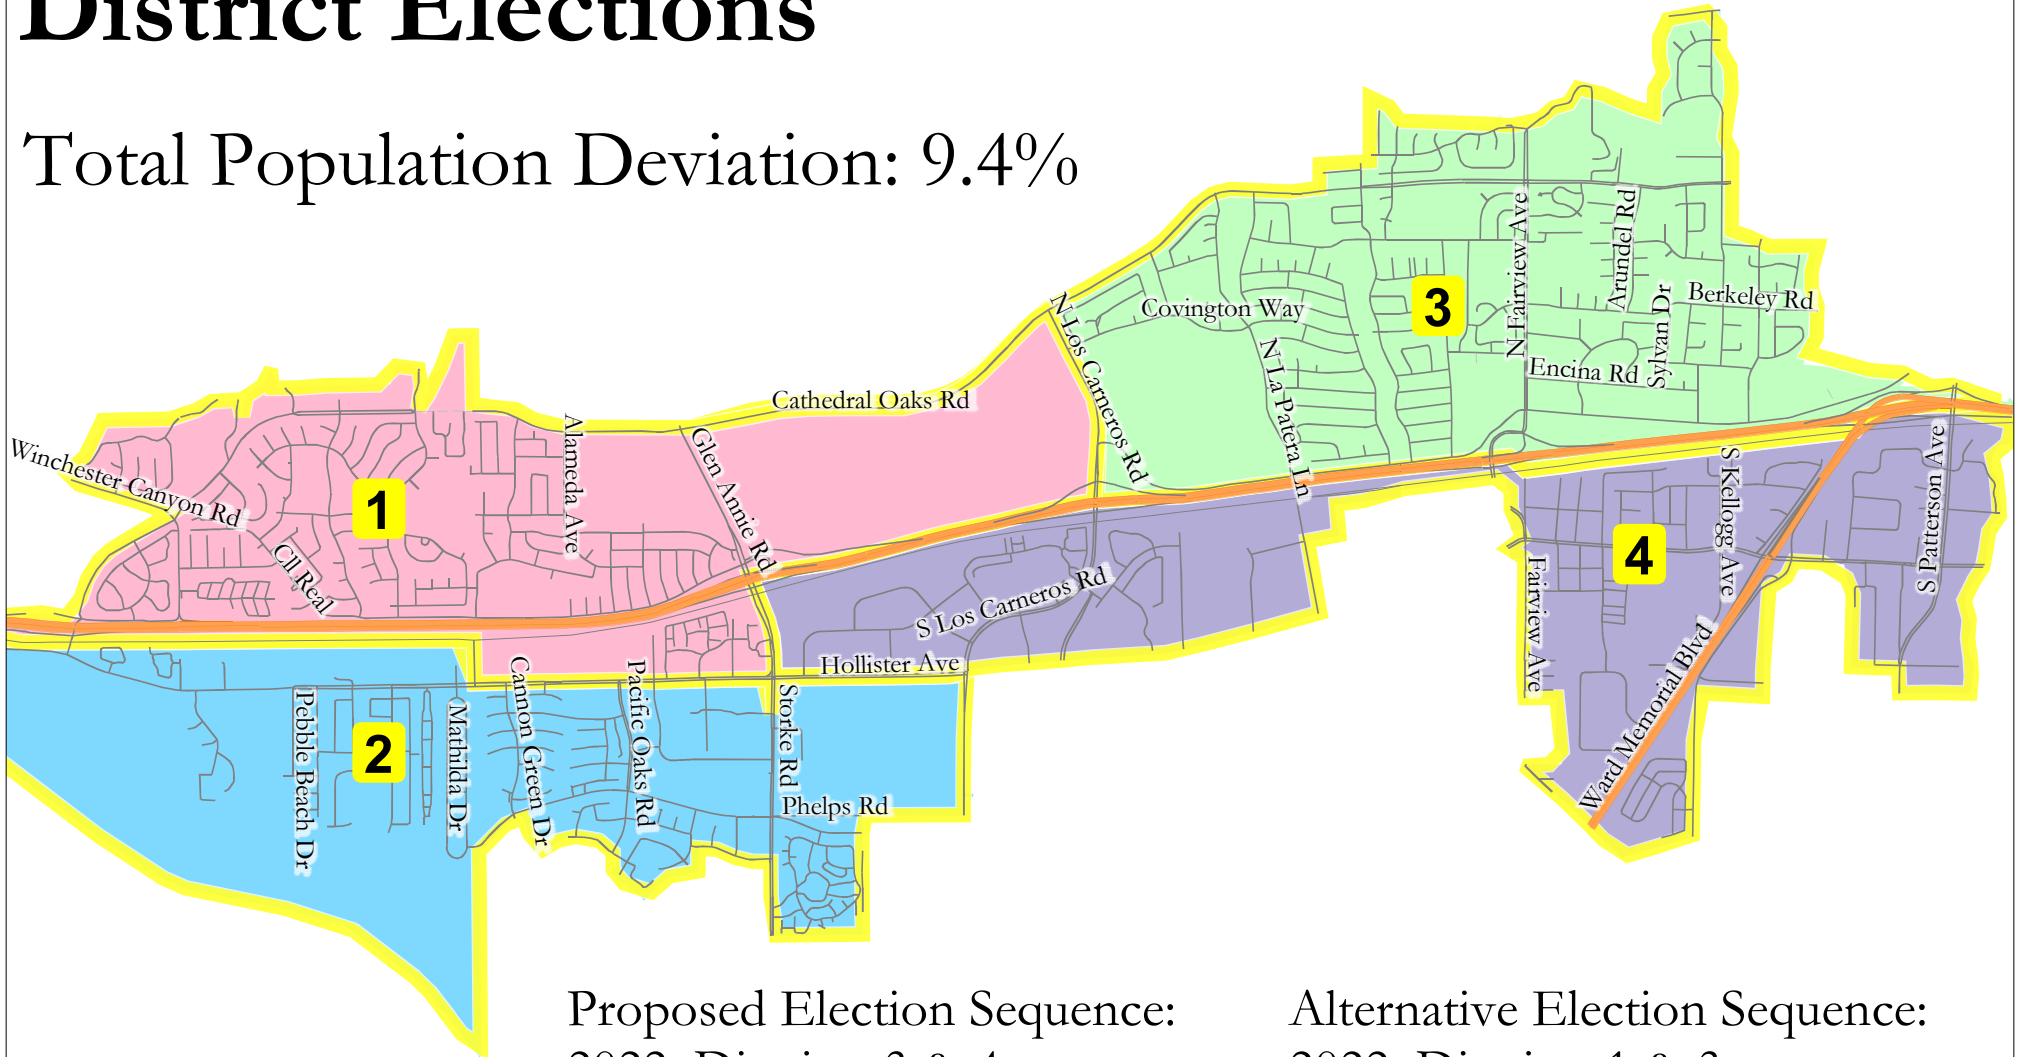 District Elections
Total Population Deviation: 9.4%
N Fairview Ave
Arundel Rd
Sylvan Dr
Berkeley Rd
3
Covington Way
N Los Carneros Rd
N La Patera Ln
Encina Rd
Cathedral Oaks Rd
Winchester Canyon Rd
1
Alameda Ave
Glen Annie Rd
Cll Real
S Kellogg Ave
S Patterson Ave
4
Fairview Ave
S Los Carneros Rd
Hollister Ave
Ward Memorial Blvd
Pebble Beach Dr
2
Mathilda Dr
Cannon Green Dr
Pacific Oaks Rd
Storke Rd
Phelps Rd
Proposed Election Sequence:
Alternative Election Sequence: